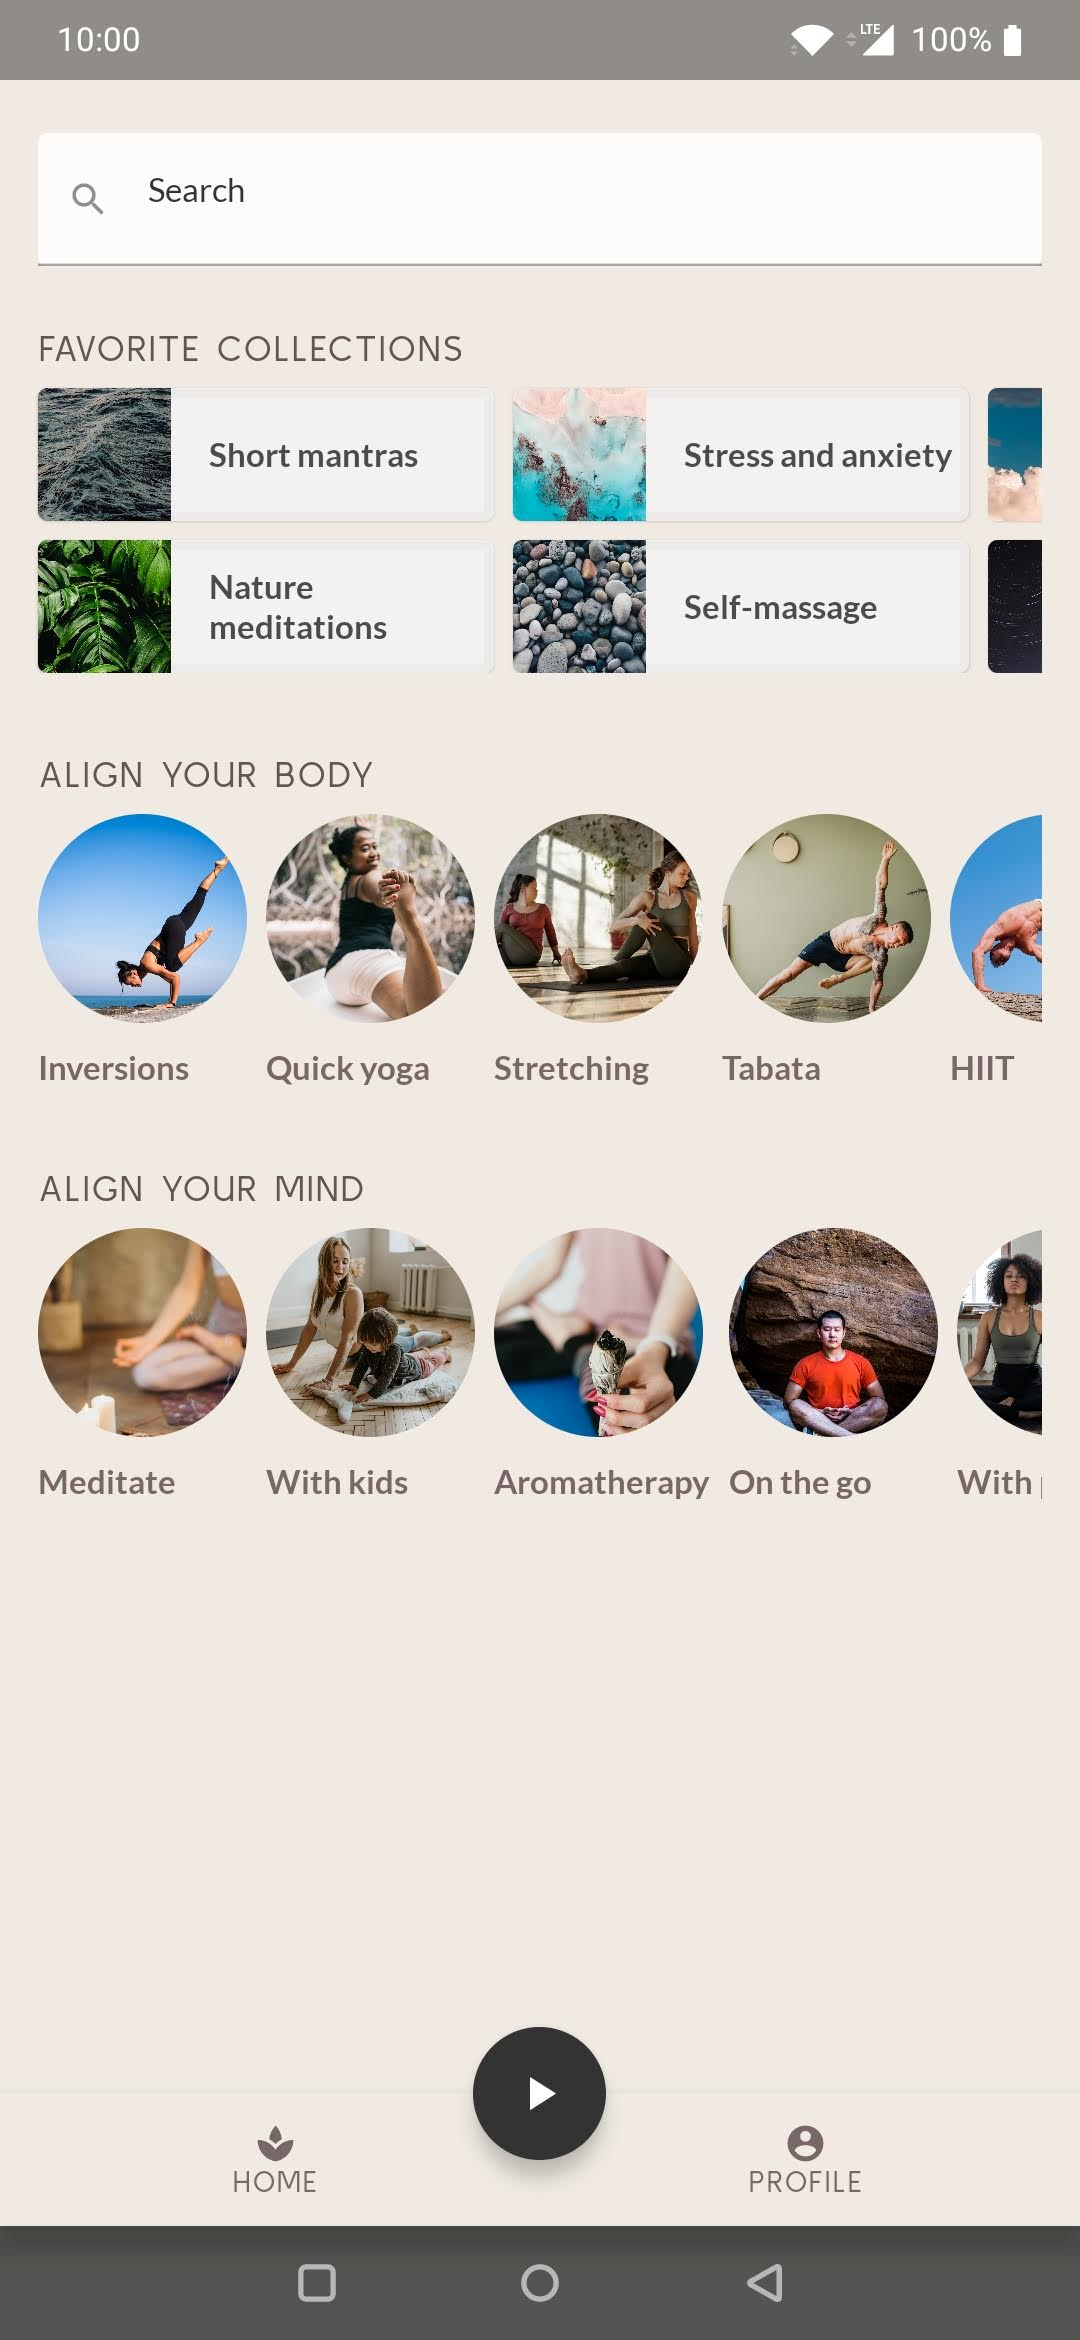 10:00
LTE
100%
Search
FAVORITE COLLECTIONS
Short mantras
Stress and anxiety
Nature
meditations
Self-massage
ALIGN YOUR BODY
Inversions
Quick yoga
Stretching
Tabata
HIIT
ALIGN YOUR MIND
Meditate
With kids
Aromatherapy
On the go
With
HOME
PROFILE